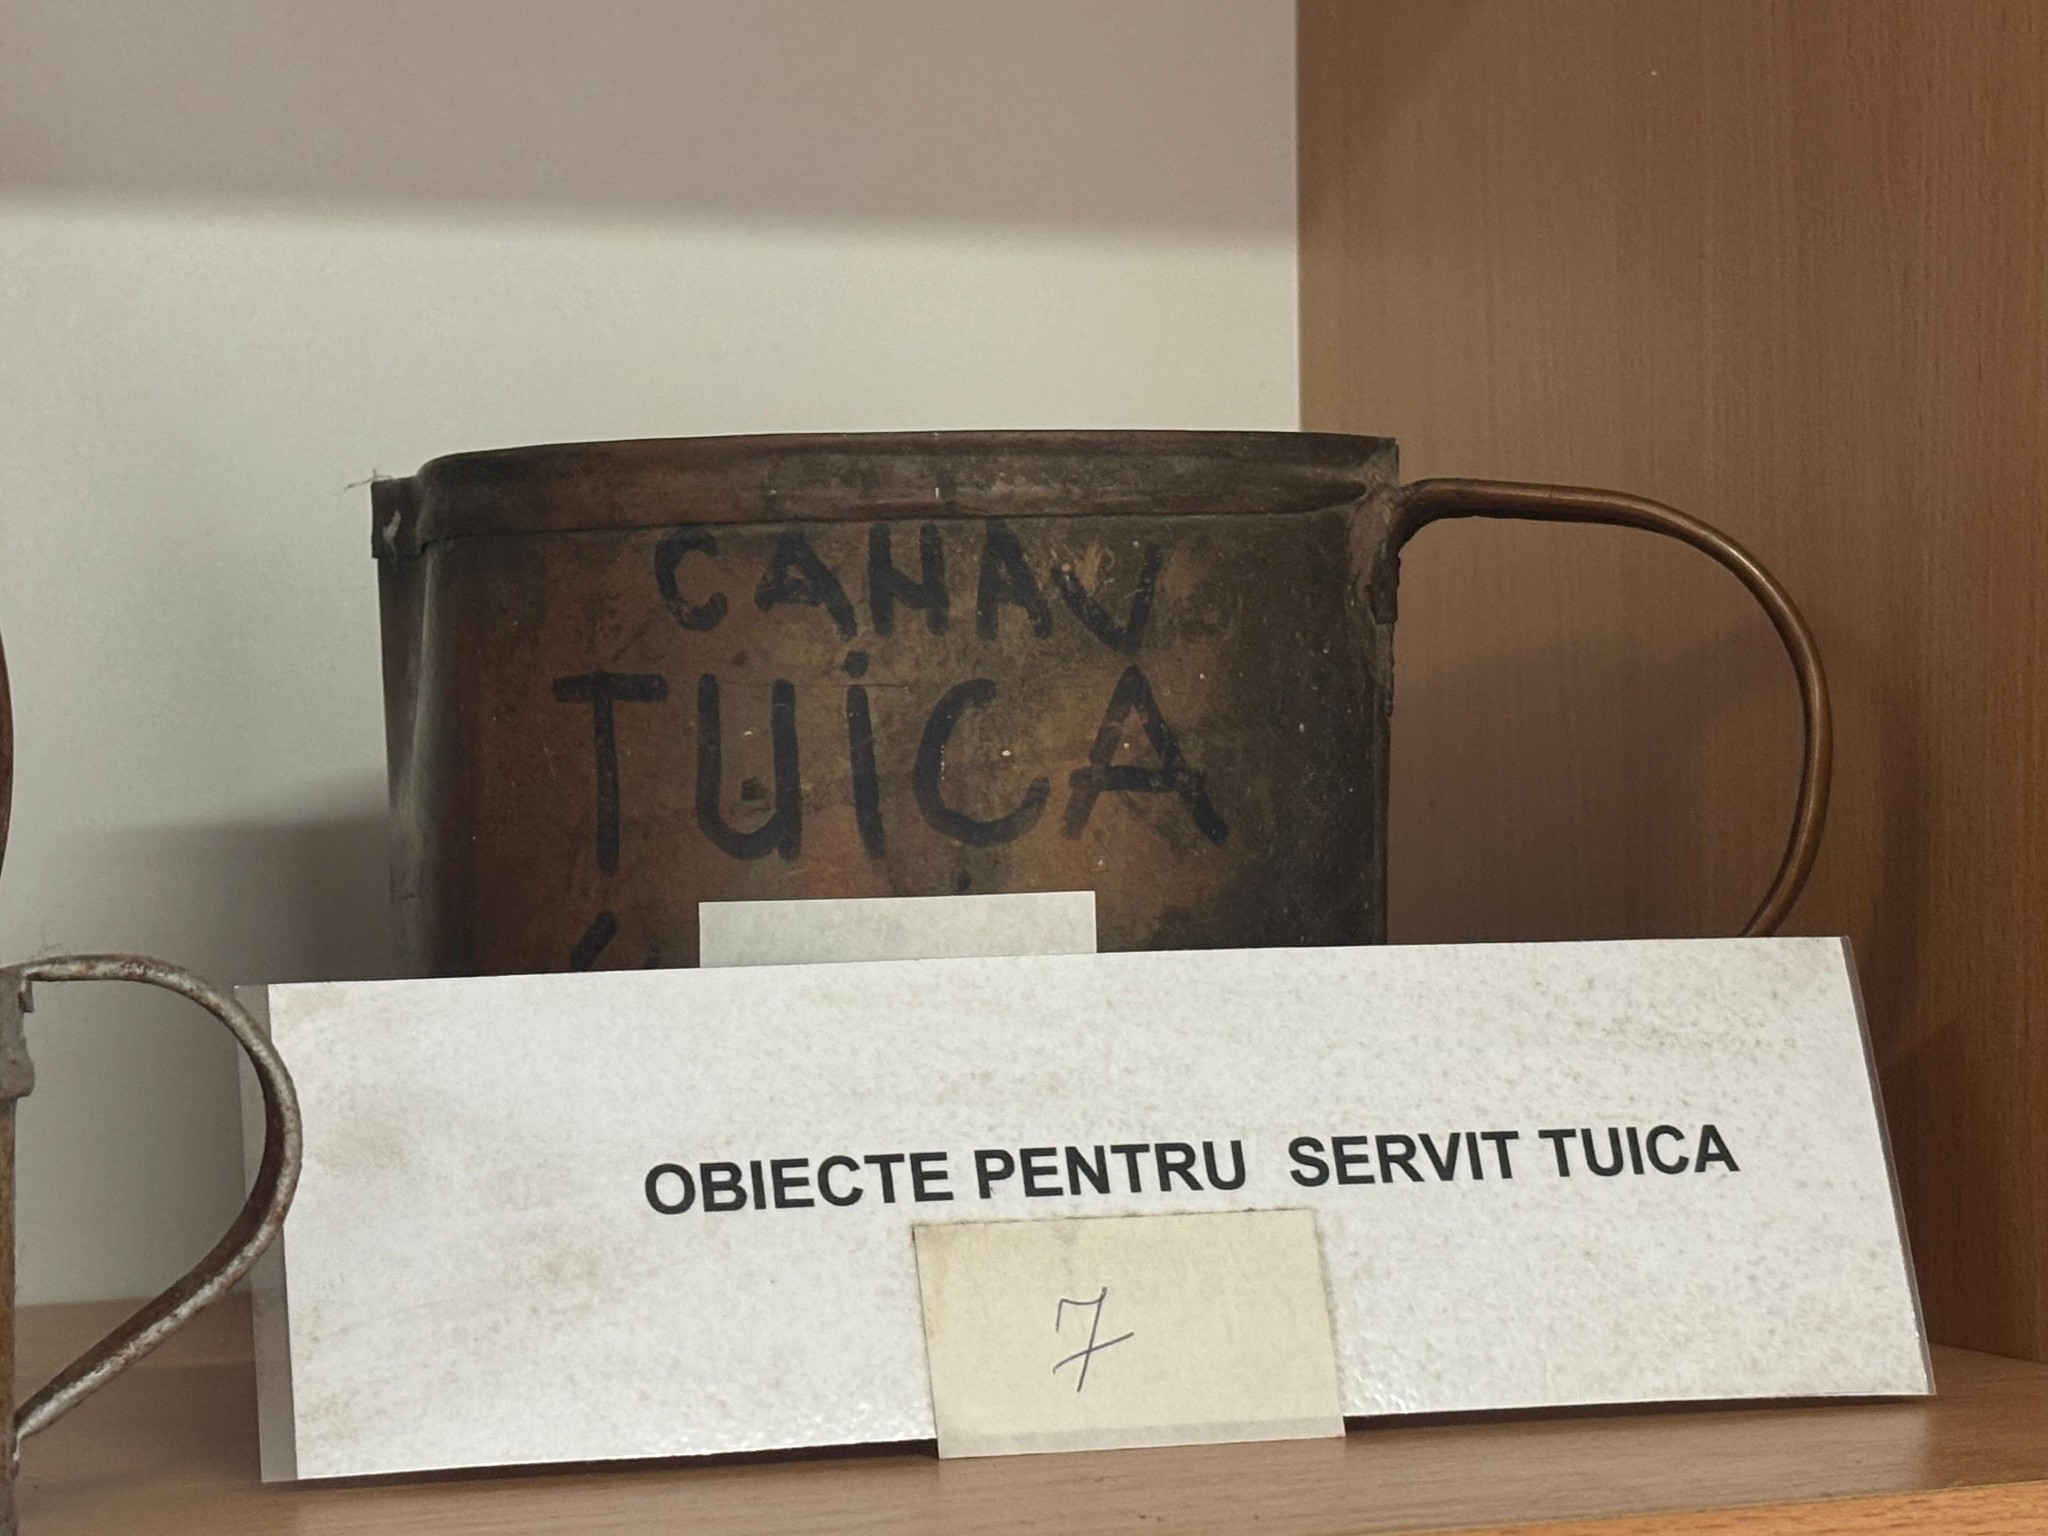 CAHAV
TUiCA
OBIECTE PENTRU SERVIT TUICA
7